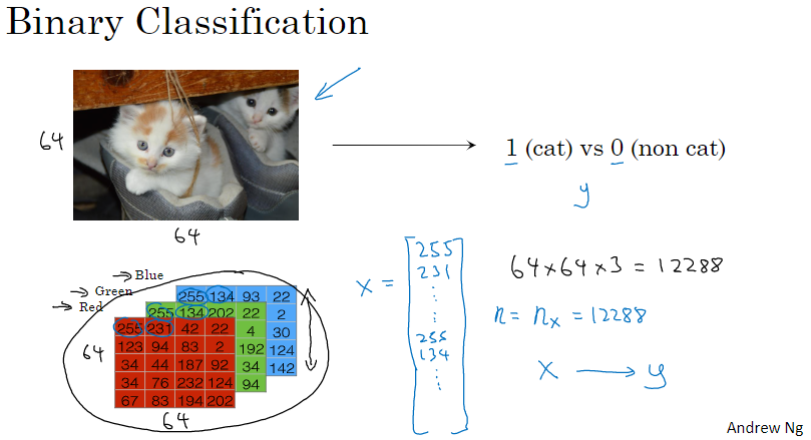 Binary Classification
64
64
1 (cat) vs 0 (non cat)
y
Blue
Green
Red
255 134 93 22
255 134 202 22 2
255 231 42 22 4 30
123 94 83 2 192 124
34 44 187 92 34 142
34 76 232 124 94
67 83 194 202
64
64
x =
255
231
⋮
⋮
255
134
⋮
64×64×3 = 12288
n = nx = 12288
x → y
Andrew Ng